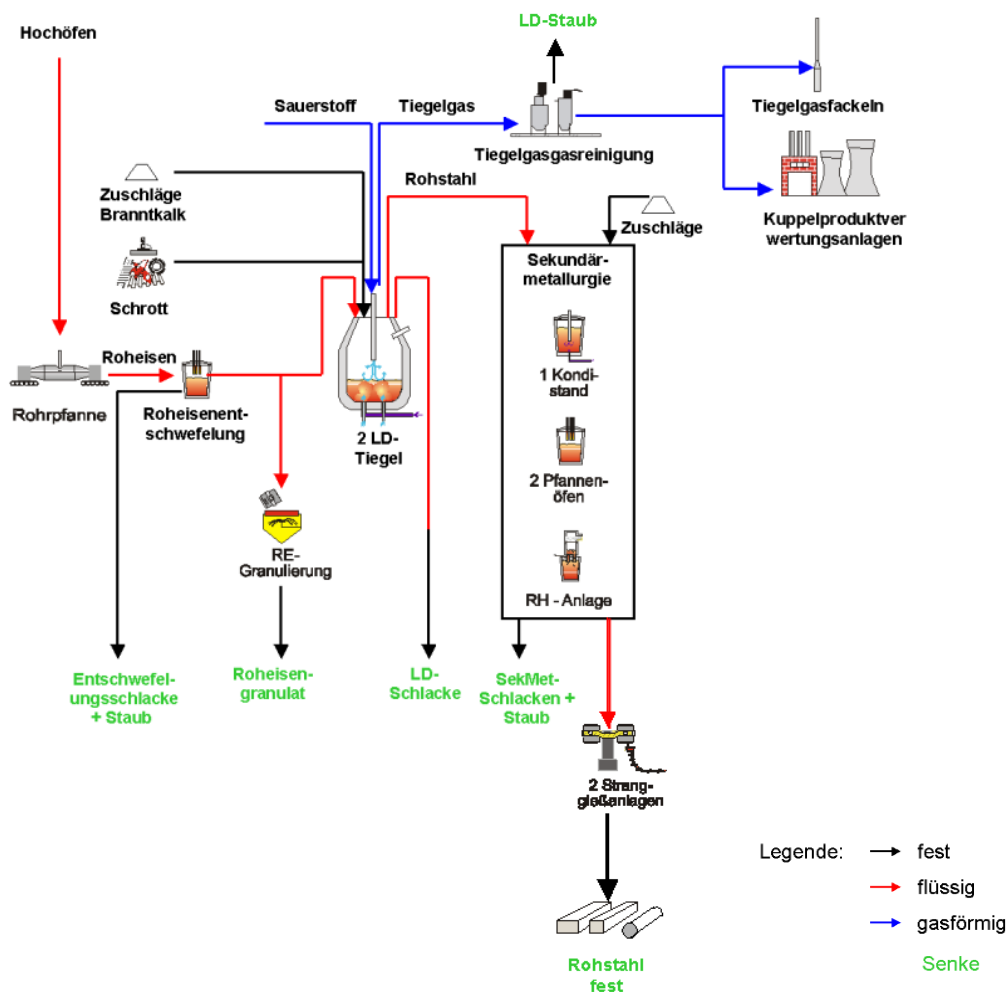 LD-Staub
Hochöfen
Sauerstoff
Tiegelgas
Tiegelgasfackeln
Tiegelgasgasreinigung
Zuschläge
Branntkalk
Rohstahl
Zuschläge
Kuppelproduktver
wertungsanlagen
Sekundär-
metallurgie
Schrott
Roheisen
1 Kondi-
stand
Rohrpfanne
Roheisenent-
schwefelung
2 LD-
Tiegel
2 Pfannen-
öfen
RE-
Granulierung
RH - Anlage
Entschwefel-
ungsschlacke
+ Staub
Roheisen-
granulat
LD-
Schlacke
SekMet-
Schlacken +
Staub
2 Strang-
gießanlagen
Legende:
fest
flüssig
gasförmig
Senke
Rohstahl
fest